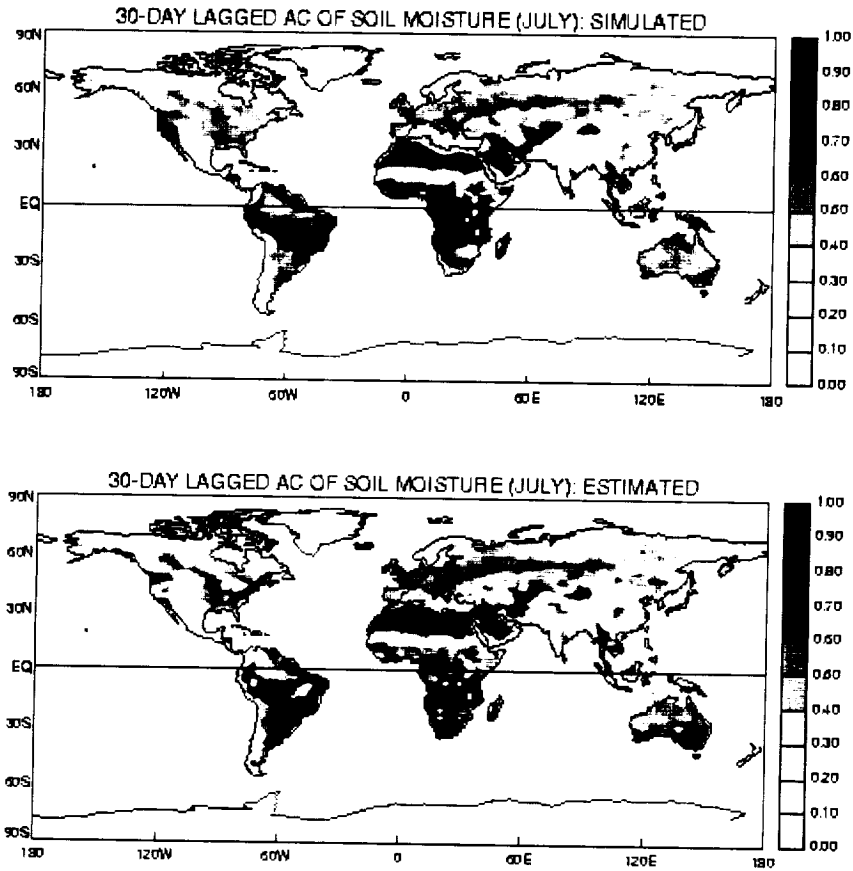 30-DAY LAGGED AC OF SOIL MOISTURE (JULY): SIMULATED
90N
60N
30N
EQ
30S
60S
90S
180 120W 60W 0 60E 120E 180
1.00
0.90
0.80
0.70
0.60
0.50
0.40
0.30
0.20
0.10
0.00
30-DAY LAGGED AC OF SOIL MOISTURE (JULY): ESTIMATED
90N
60N
30N
EQ
30S
60S
90S
180 120W 60W 0 60E 120E 180
1.00
0.90
0.80
0.70
0.60
0.50
0.40
0.30
0.20
0.10
0.00